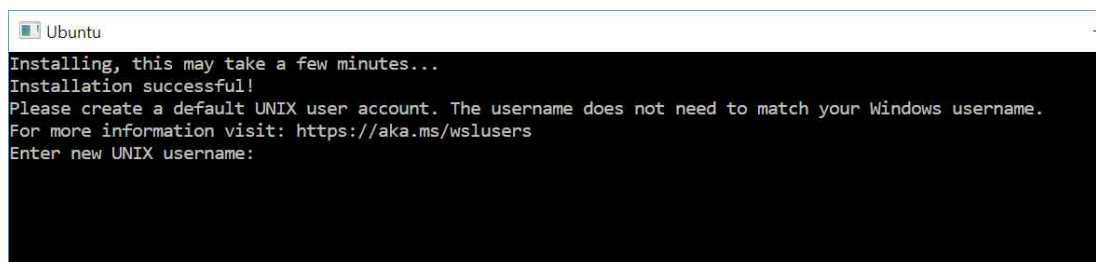 Ubuntu
Installing, this may take a few minutes...
Installation successful!
Please create a default UNIX user account. The username does not need to match your Windows username.
For more information visit: https://aka.ms/wslusers
Enter new UNIX username: